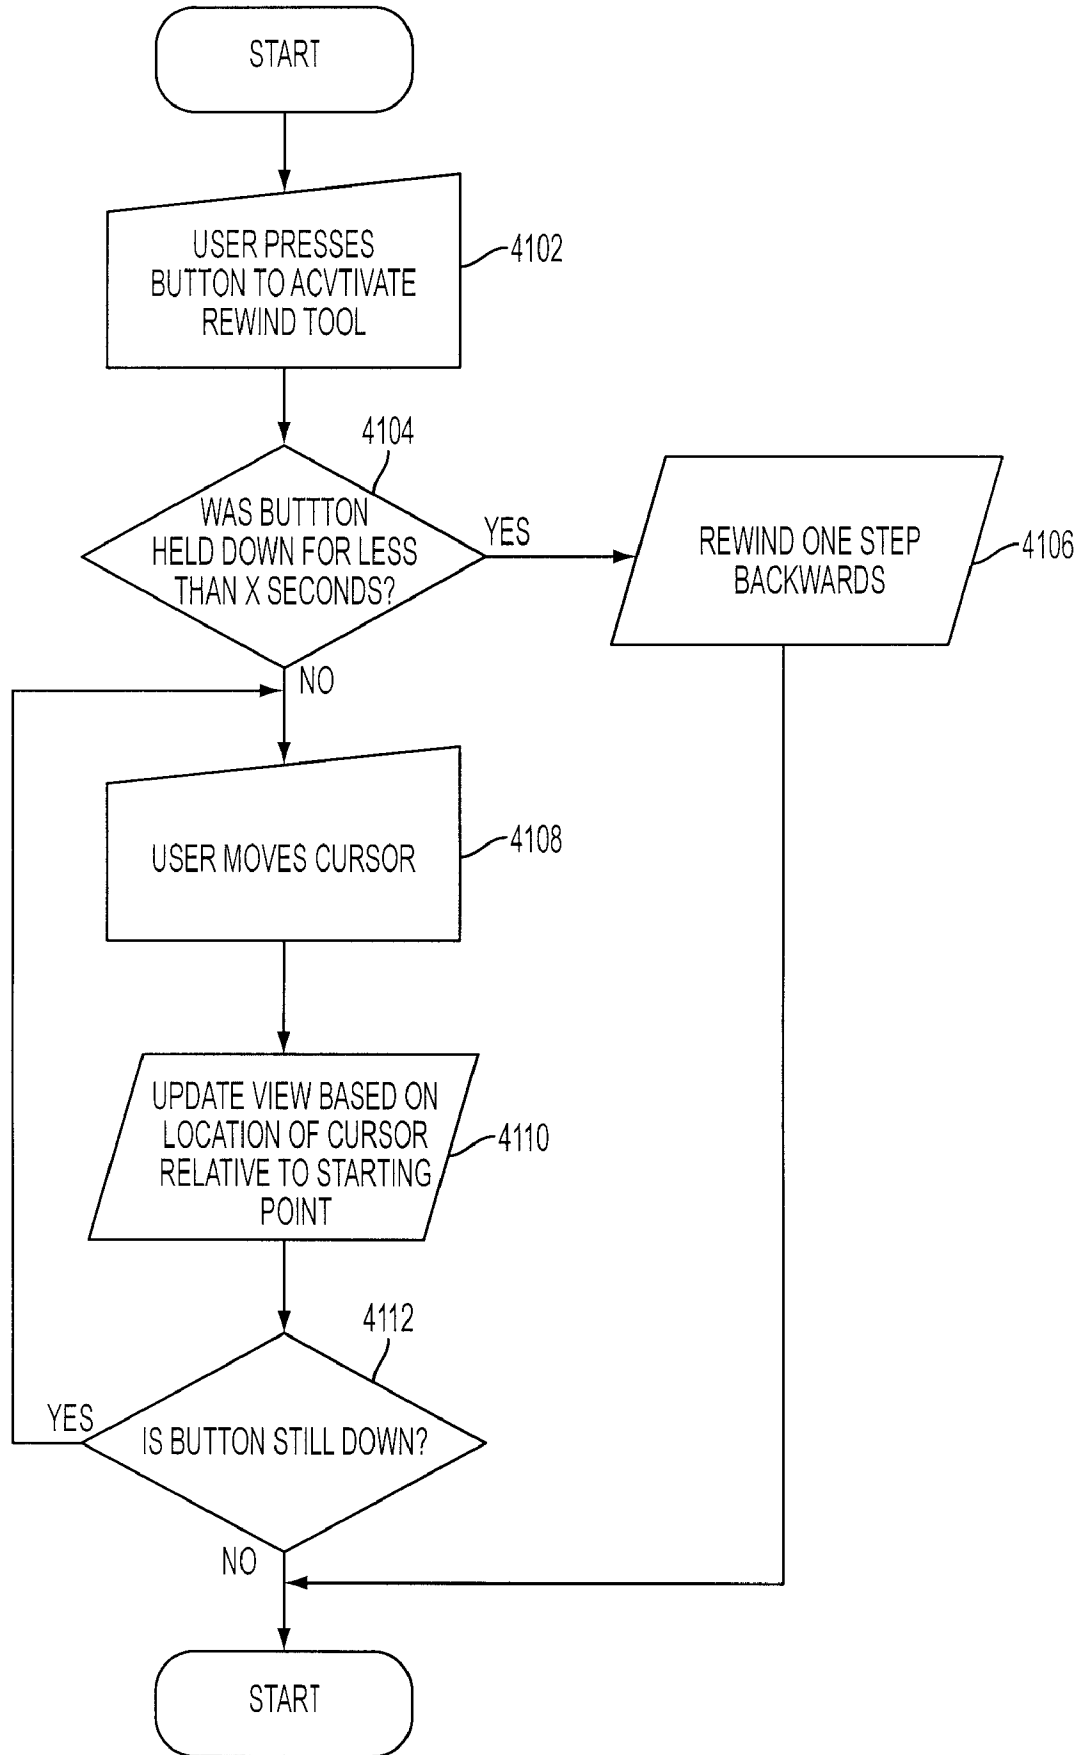 START
USER PRESSES
BUTTON TO ACVTIVATE
REWIND TOOL
4102
4104
WAS BUTTTON
HELD DOWN FOR LESS
THAN X SECONDS?
YES
REWIND ONE STEP
BACKWARDS
4106
NO
USER MOVES CURSOR
4108
UPDATE VIEW BASED ON
LOCATION OF CURSOR
RELATIVE TO STARTING
POINT
4110
4112
YES
IS BUTTON STILL DOWN?
NO
START